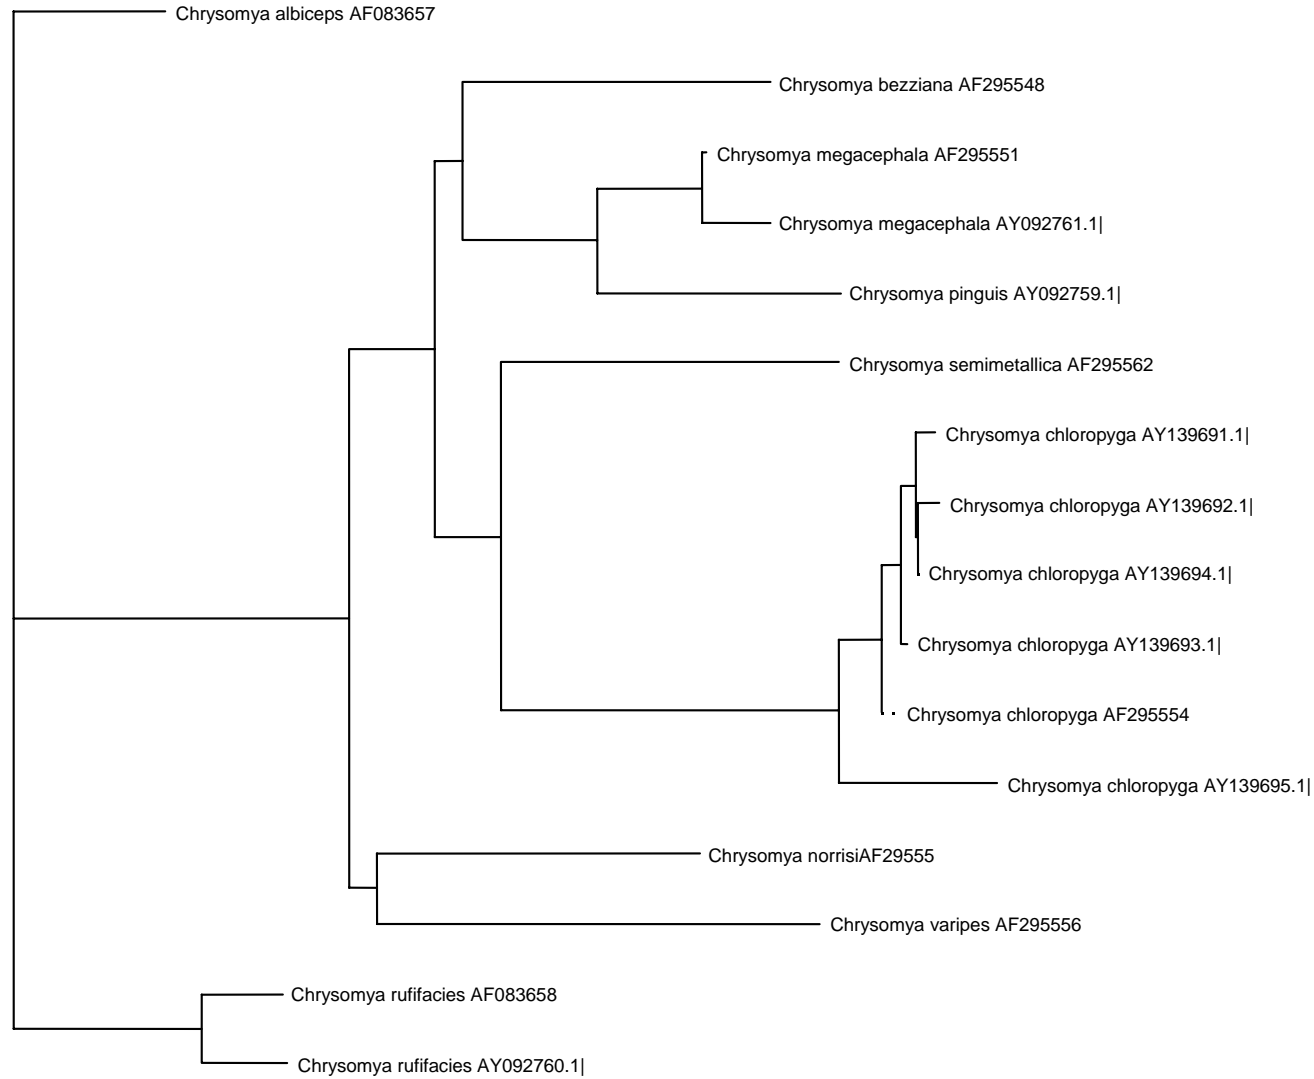 Chrysomya albiceps AF083657
Chrysomya bezziana AF295548
Chrysomya megacephala AF295551
Chrysomya megacephala AY092761.1|
Chrysomya pinguis AY092759.1|
Chrysomya semimetallica AF295562
Chrysomya chloropyga AY139691.1|
Chrysomya chloropyga AY139692.1|
Chrysomya chloropyga AY139694.1|
Chrysomya chloropyga AY139693.1|
Chrysomya chloropyga AF295554
Chrysomya chloropyga AY139695.1|
Chrysomya norrisiAF29555
Chrysomya varipes AF295556
Chrysomya rufifacies AF083658
Chrysomya rufifacies AY092760.1|